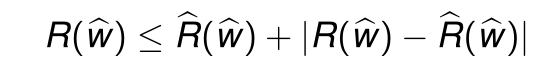 R(ŵ) ≤ R̂(ŵ) + |R(ŵ) − R̂(ŵ)|